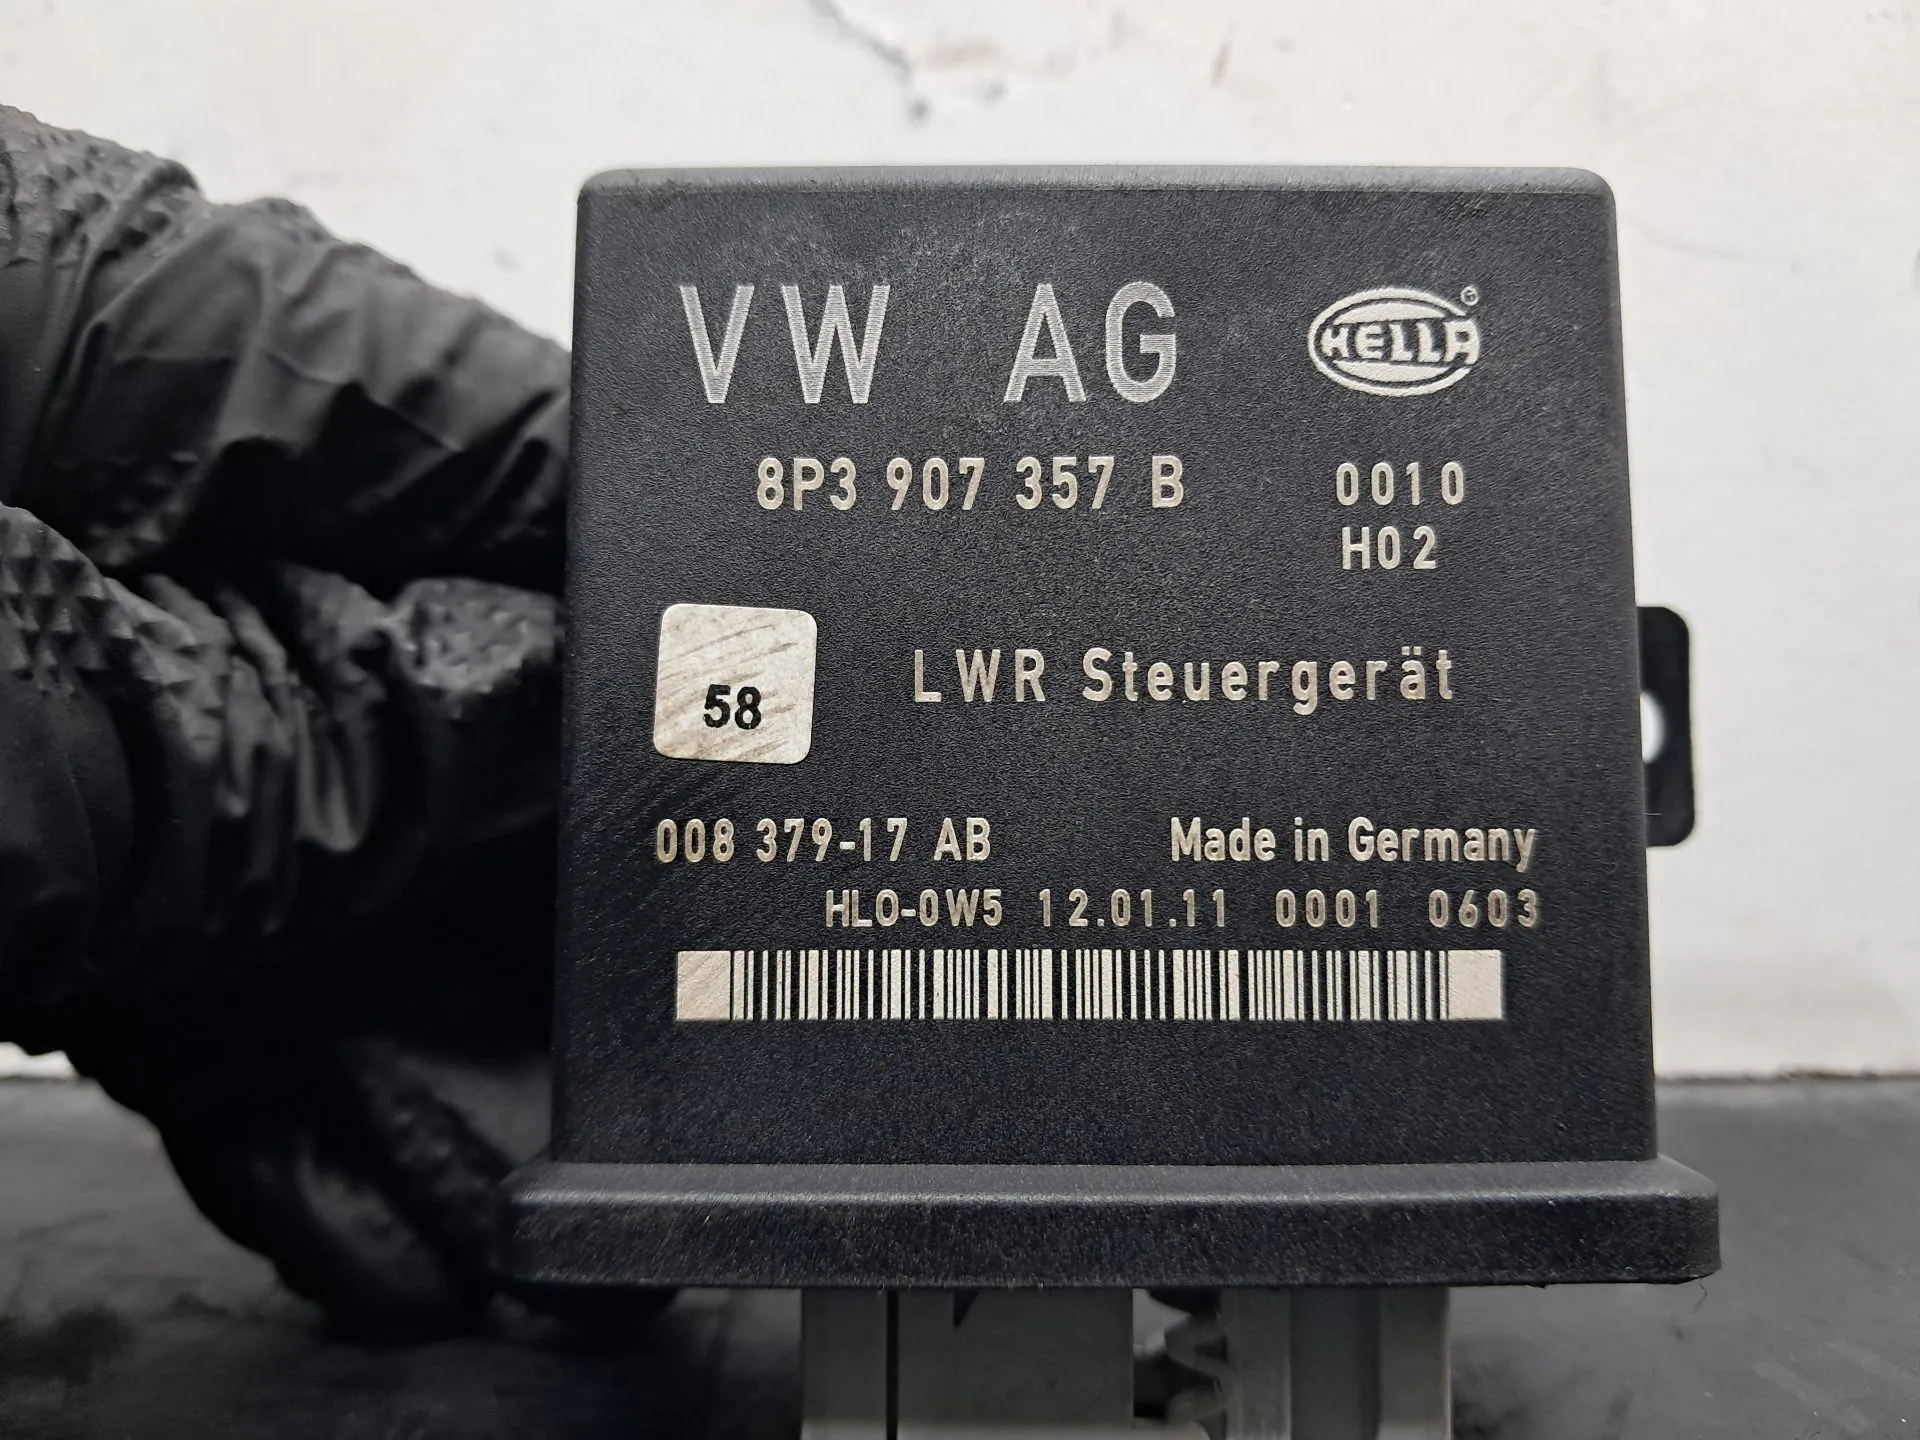 VW AG
HELLA ®
8P3 907 357 B 0010
H02
LWR Steuergerät
58
008 379-17 AB Made in Germany
HLO-0W5 12.01.11 0001 0603